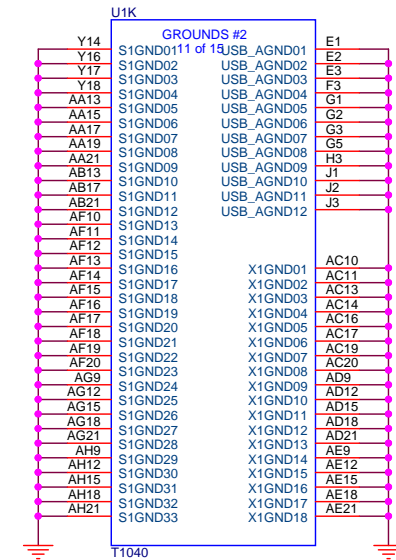 U1K
GROUNDS #2
11 of 15
Y14 S1GND01 USB_AGND01 E1
Y16 S1GND02 USB_AGND02 E2
Y17 S1GND03 USB_AGND03 E3
Y18 S1GND04 USB_AGND04 F3
AA13 S1GND05 USB_AGND05 G1
AA15 S1GND06 USB_AGND06 G2
AA17 S1GND07 USB_AGND07 G3
AA19 S1GND08 USB_AGND08 G5
AA21 S1GND09 USB_AGND09 H3
AB13 S1GND10 USB_AGND10 J1
AB17 S1GND11 USB_AGND11 J2
AB21 S1GND12 USB_AGND12 J3
AF10 S1GND13
AF11 S1GND14
AF12 S1GND15
AF13 S1GND16 X1GND01 AC10
AF14 S1GND17 X1GND02 AC11
AF15 S1GND18 X1GND03 AC13
AF16 S1GND19 X1GND04 AC14
AF17 S1GND20 X1GND05 AC16
AF18 S1GND21 X1GND06 AC17
AF19 S1GND22 X1GND07 AC19
AF20 S1GND23 X1GND08 AC20
AG9 S1GND24 X1GND09 AD9
AG12 S1GND25 X1GND10 AD12
AG15 S1GND26 X1GND11 AD15
AG18 S1GND27 X1GND12 AD18
AG21 S1GND28 X1GND13 AD21
AH9 S1GND29 X1GND14 AE9
AH12 S1GND30 X1GND15 AE12
AH15 S1GND31 X1GND16 AE15
AH18 S1GND32 X1GND17 AE18
AH21 S1GND33 X1GND18 AE21
T1040